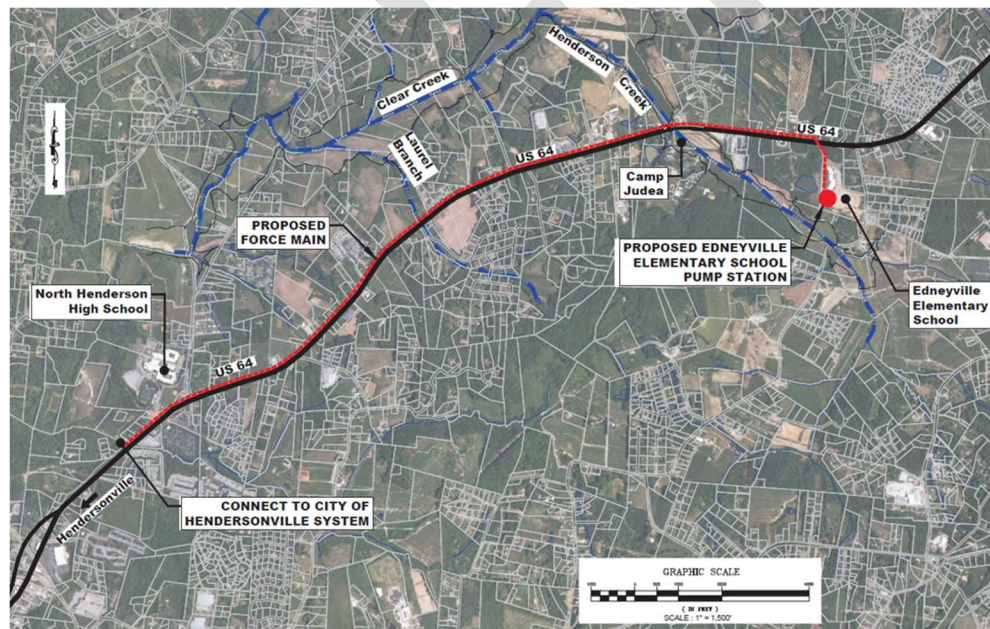 Henderson
Creek
Clear Creek
Laurel
Branch
US 64
US 64
Camp
Judea
PROPOSED
FORCE MAIN
PROPOSED EDNEYVILLE
ELEMENTARY SCHOOL
PUMP STATION
North Henderson
High School
Edneyville
Elementary
School
US 64
CONNECT TO CITY OF
HENDERSONVILLE SYSTEM
Hendersonville
GRAPHIC SCALE
( IN FEET )
SCALE : 1" = 1,500'